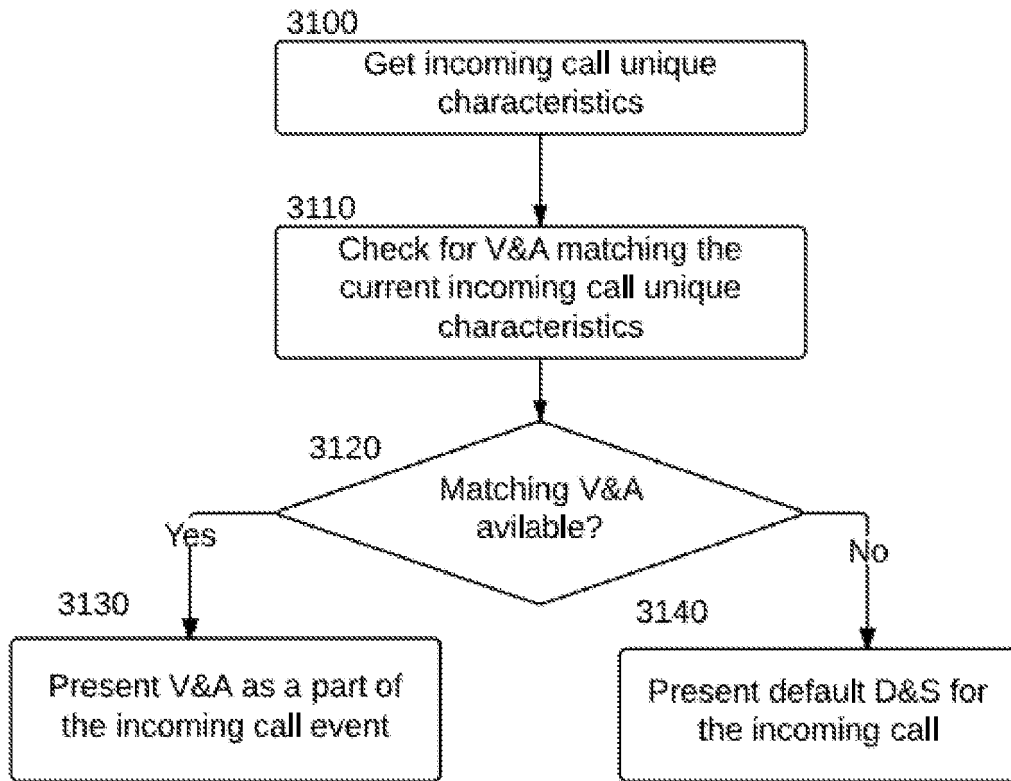 3100
Get incoming call unique
characteristics
3110
Check for V&A matching the
current incoming call unique
characteristics
3120
Matching V&A
avilable?
Yes
No
3130
Present V&A as a part of
the incoming call event
3140
Present default D&S for
the incoming call